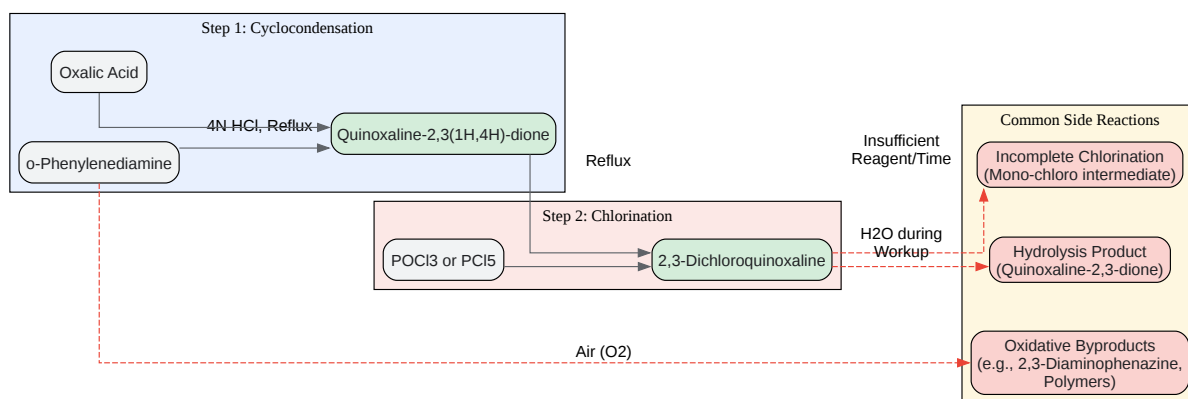 Step 1: Cyclocondensation
Oxalic Acid
4N HCl, Reflux
Quinoxaline-2,3(1H,4H)-dione
o-Phenylenediamine
Reflux
Step 2: Chlorination
POCl3 or PCl5
2,3-Dichloroquinoxaline
Insufficient
Reagent/Time
H2O during
Workup
Common Side Reactions
Incomplete Chlorination
(Mono-chloro intermediate)
Hydrolysis Product
(Quinoxaline-2,3-dione)
Air (O2)
Oxidative Byproducts
(e.g., 2,3-Diaminophenazine,
Polymers)